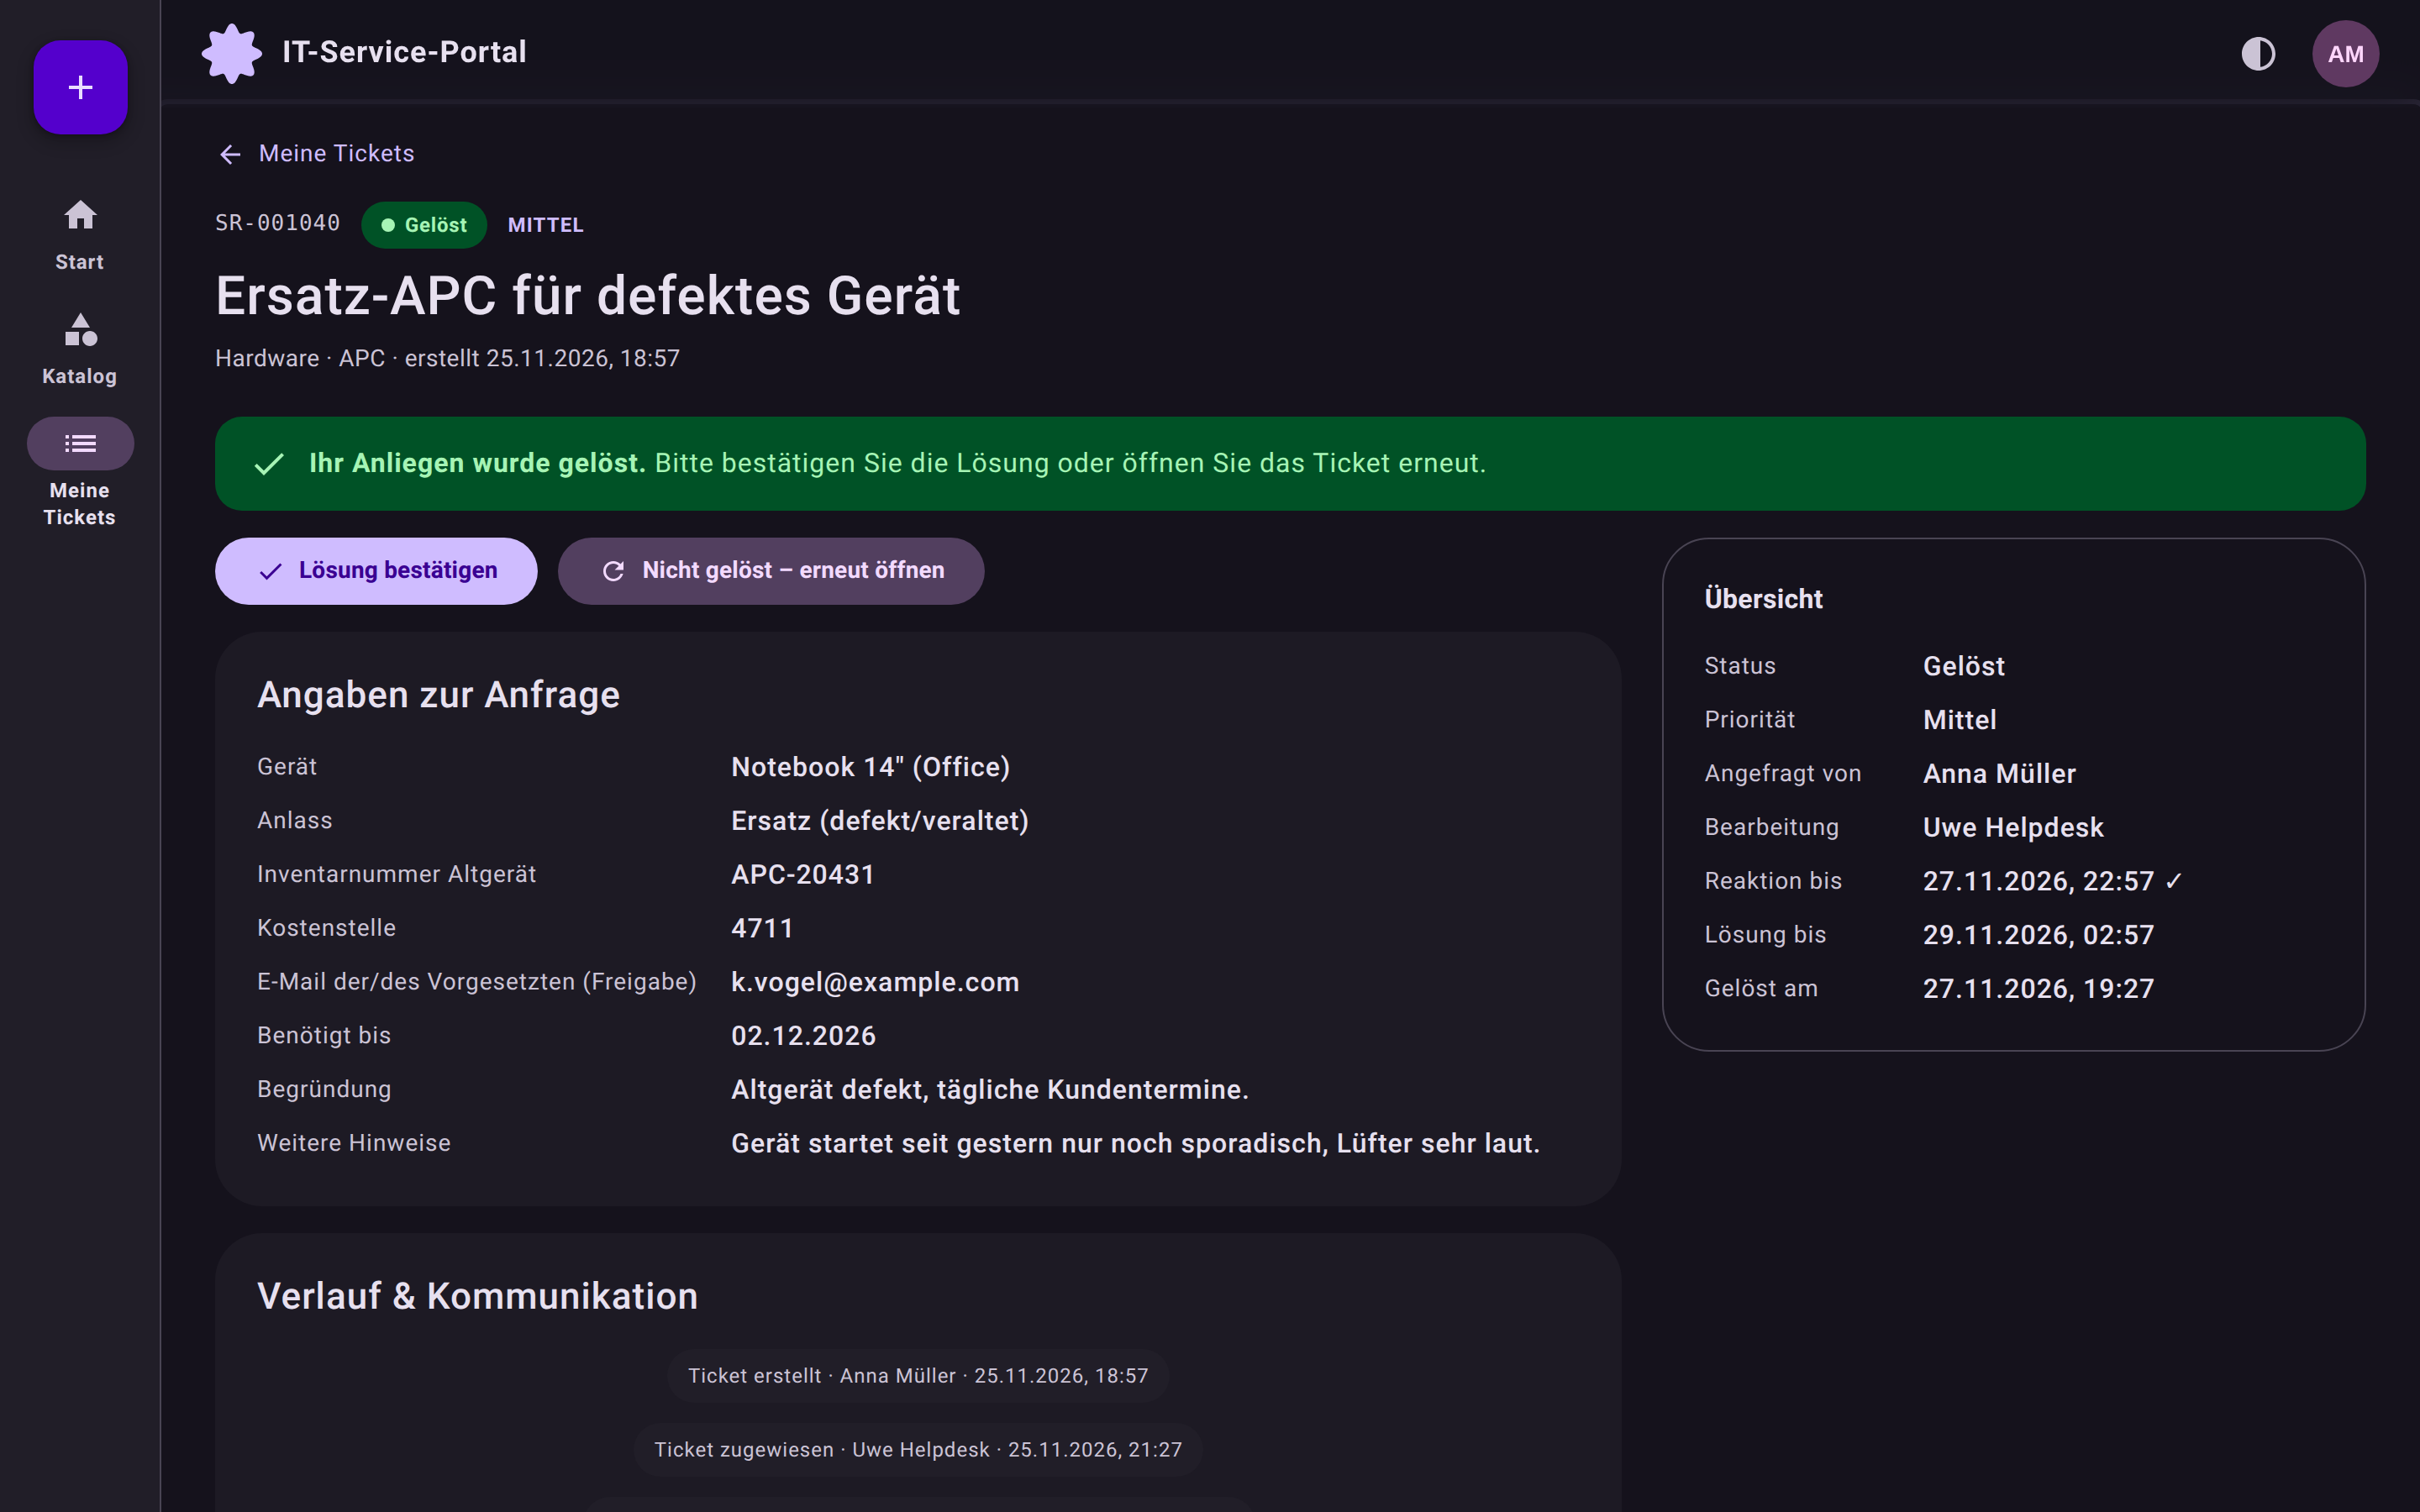 IT-Service-Portal
AM
Start
Katalog
Meine
Tickets
Meine Tickets
SR-001040 Gelöst MITTEL
Ersatz-APC für defektes Gerät
Hardware · APC · erstellt 25.11.2026, 18:57
Ihr Anliegen wurde gelöst. Bitte bestätigen Sie die Lösung oder öffnen Sie das Ticket erneut.
Lösung bestätigen
Nicht gelöst – erneut öffnen
Angaben zur Anfrage
Gerät Notebook 14" (Office)
Anlass Ersatz (defekt/veraltet)
Inventarnummer Altgerät APC-20431
Kostenstelle 4711
E-Mail der/des Vorgesetzten (Freigabe) k.vogel@example.com
Benötigt bis 02.12.2026
Begründung Altgerät defekt, tägliche Kundentermine.
Weitere Hinweise Gerät startet seit gestern nur noch sporadisch, Lüfter sehr laut.
Übersicht
Status Gelöst
Priorität Mittel
Angefragt von Anna Müller
Bearbeitung Uwe Helpdesk
Reaktion bis 27.11.2026, 22:57 ✓
Lösung bis 29.11.2026, 02:57
Gelöst am 27.11.2026, 19:27
Verlauf & Kommunikation
Ticket erstellt · Anna Müller · 25.11.2026, 18:57
Ticket zugewiesen · Uwe Helpdesk · 25.11.2026, 21:27